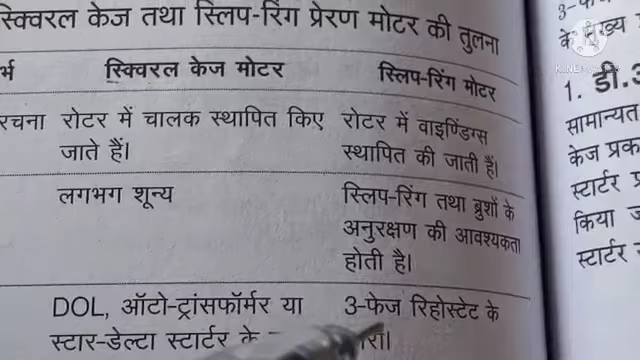 स्क्विरल केज तथा स्लिप-रिंग प्रेरण मोटर की तुलना
र्भ स्क्विरल केज मोटर स्लिप-रिंग मोटर
रचना रोटर में चालक स्थापित किए रोटर में वाइण्डिंग्स
जाते हैं। स्थापित की जाती हैं।
लगभग शून्य स्लिप-रिंग तथा ब्रुशों के
अनुरक्षण की आवश्यकता
होती है।
DOL, ऑटो-ट्रांसफॉर्मर या 3-फेज रिहोस्टेट के
स्टार-डेल्टा स्टार्टर के
के मुख्य
1. डी.
सामान्यत
केज प्रक
स्टार्टर
किया
स्टार्टर